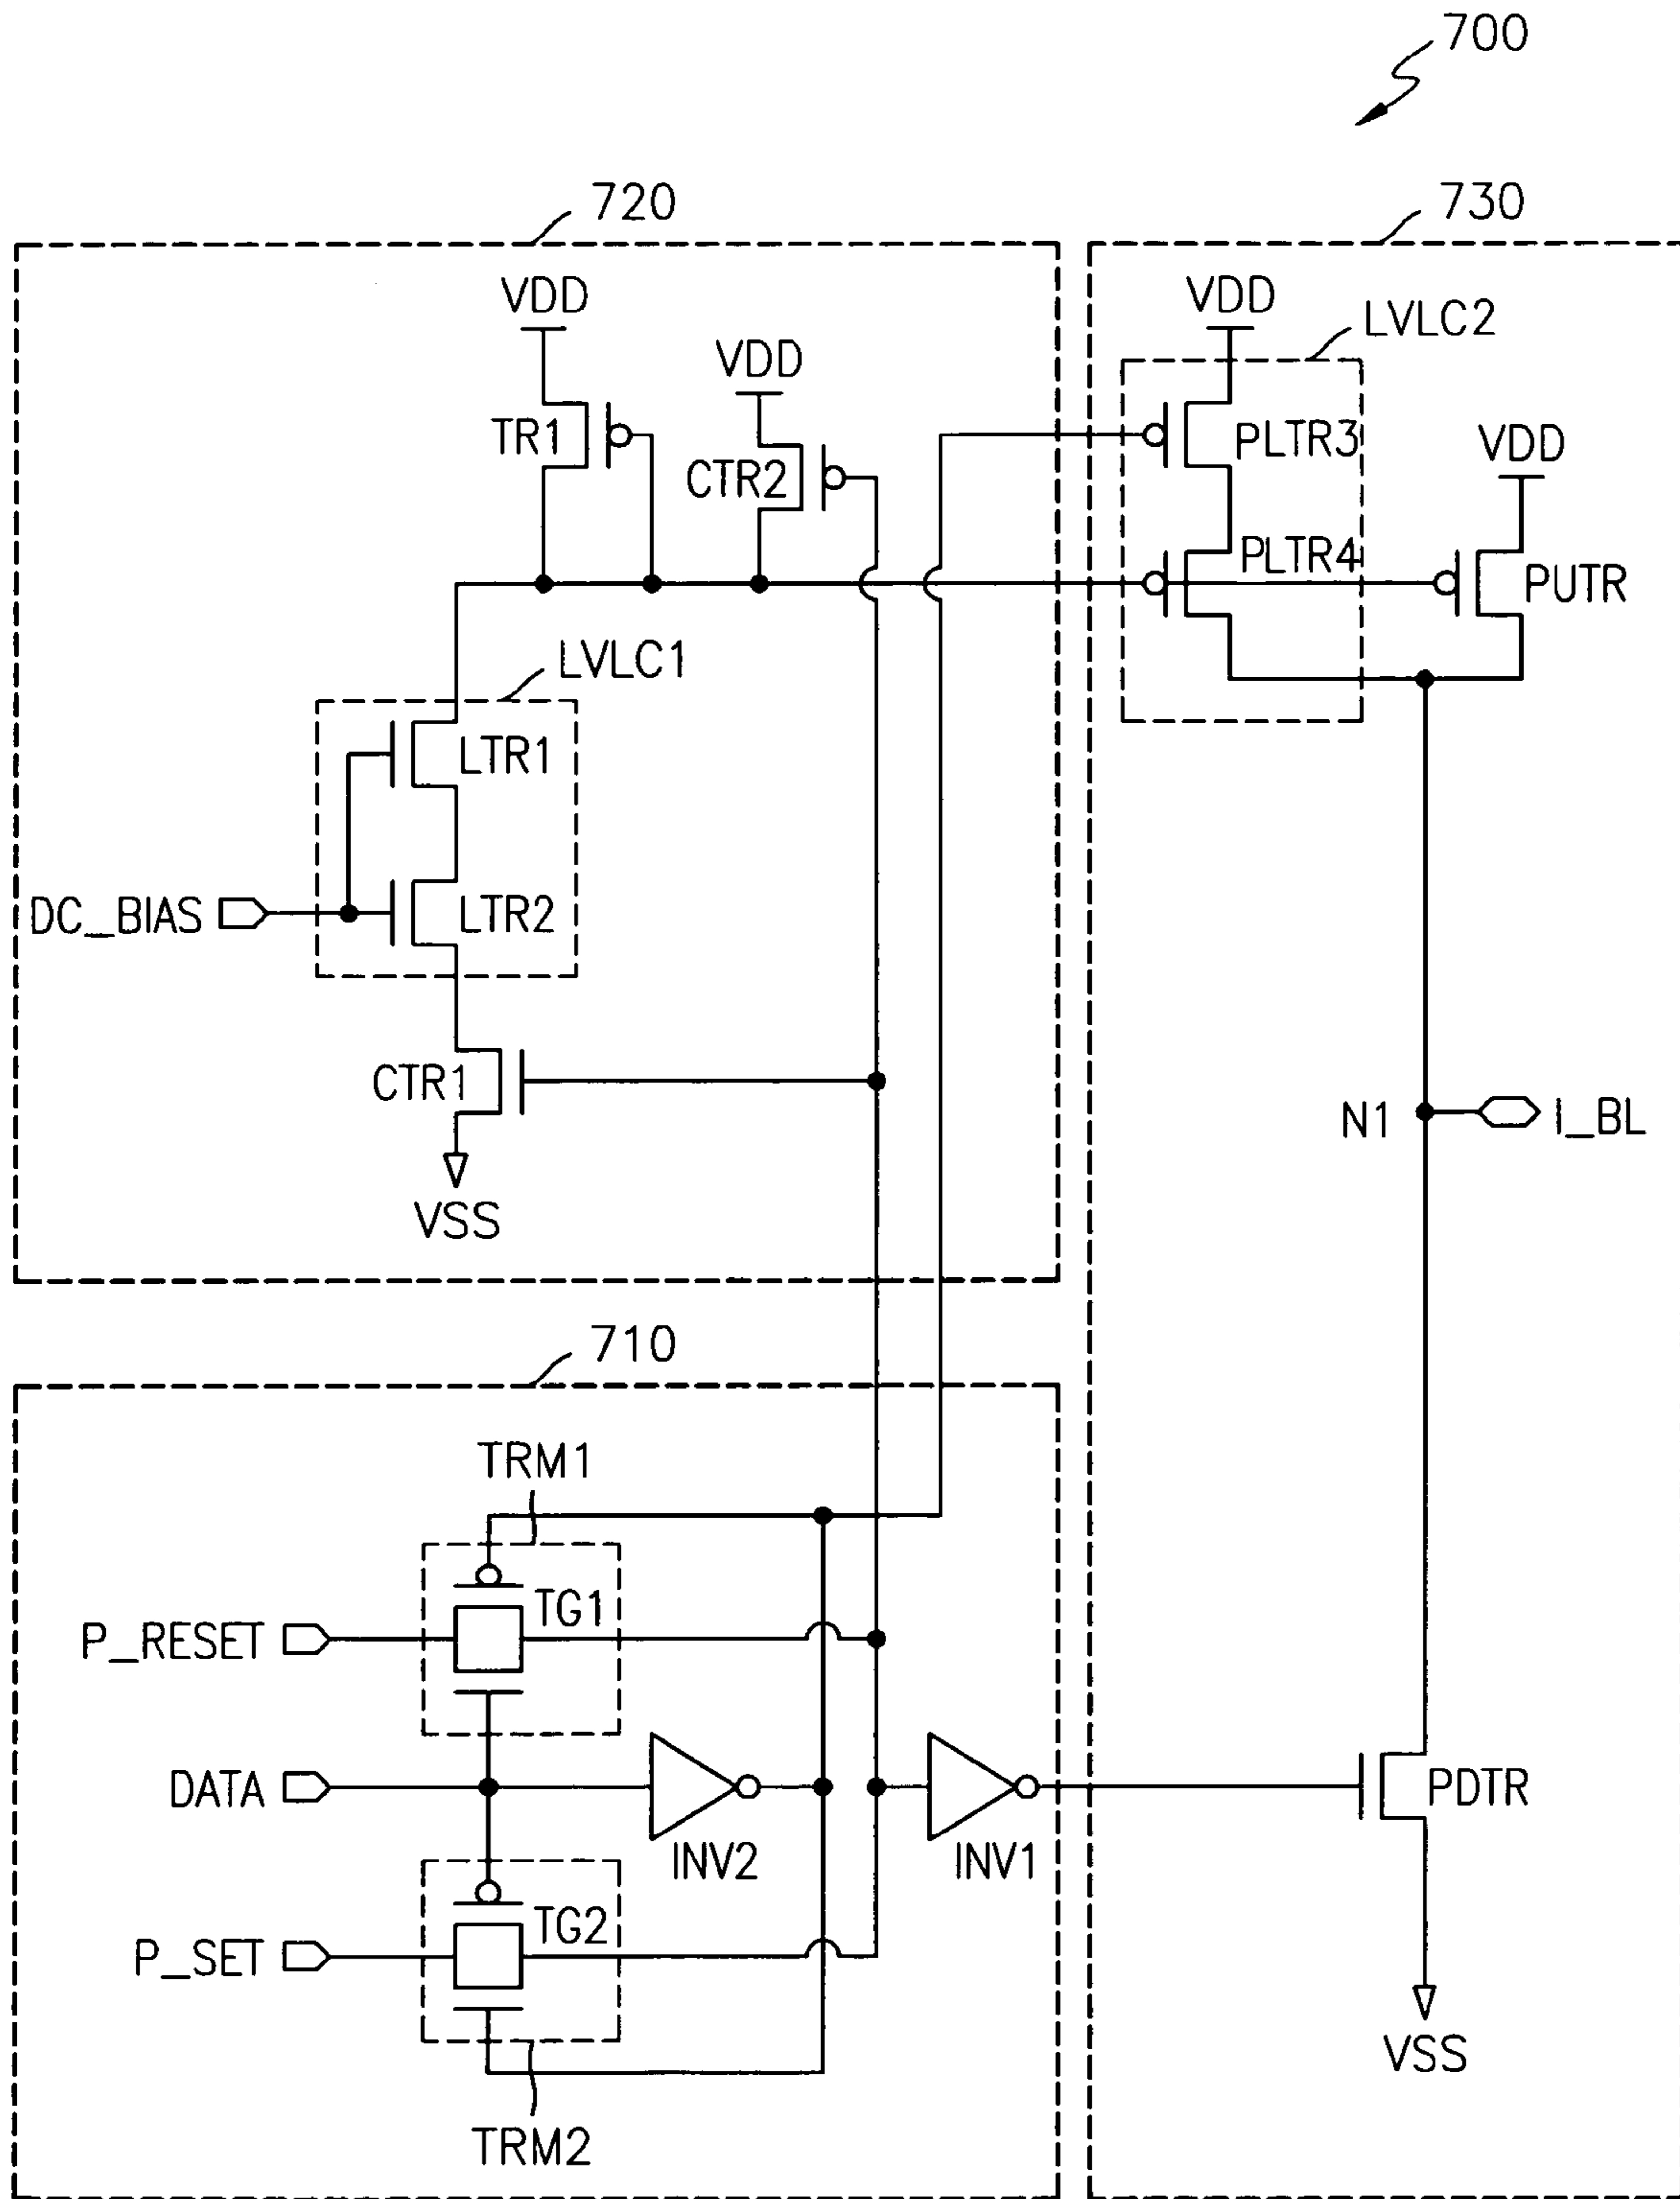 700
720
730
VDD
VDD
LVLC2
TR1
VDD
CTR2
PLTR3
VDD
PLTR4
PUTR
LVLC1
LTR1
DC_BIAS
LTR2
CTR1
N1
I_BL
VSS
710
TRM1
TG1
P_RESET
DATA
INV2
INV1
PDTR
TG2
P_SET
VSS
TRM2